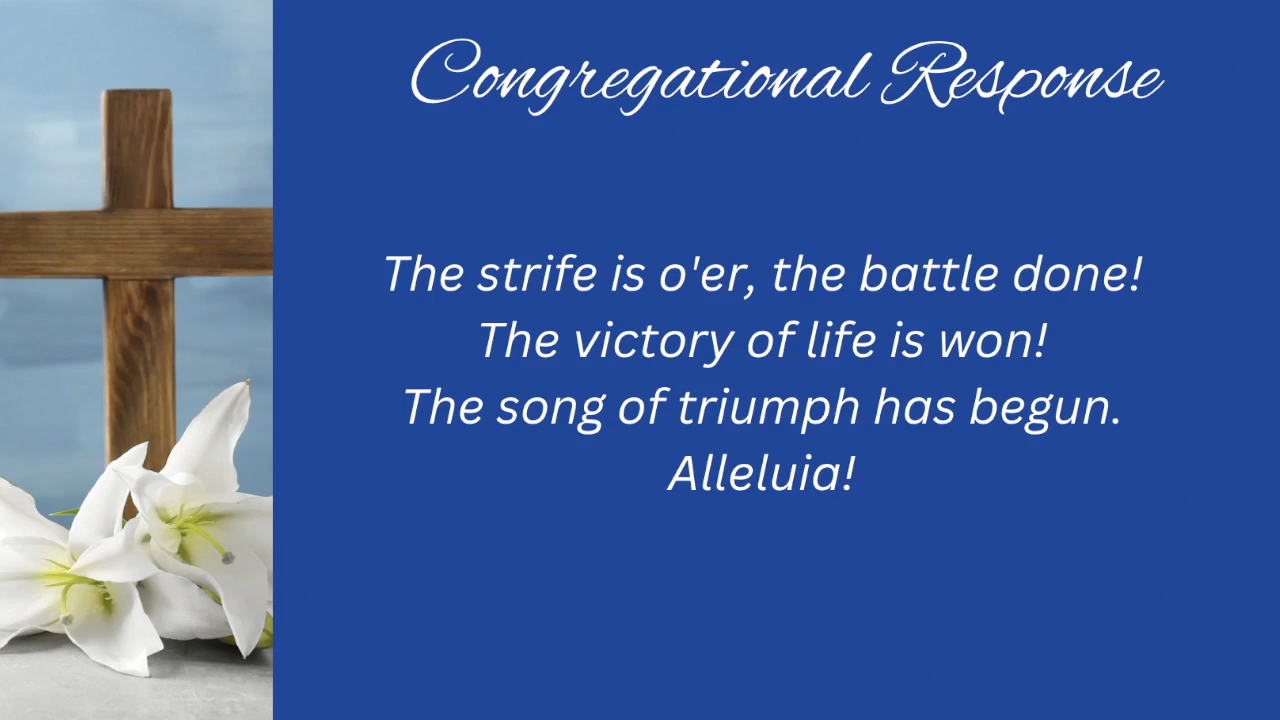 Congregational Response
The strife is o'er, the battle done!
The victory of life is won!
The song of triumph has begun.
Alleluia!